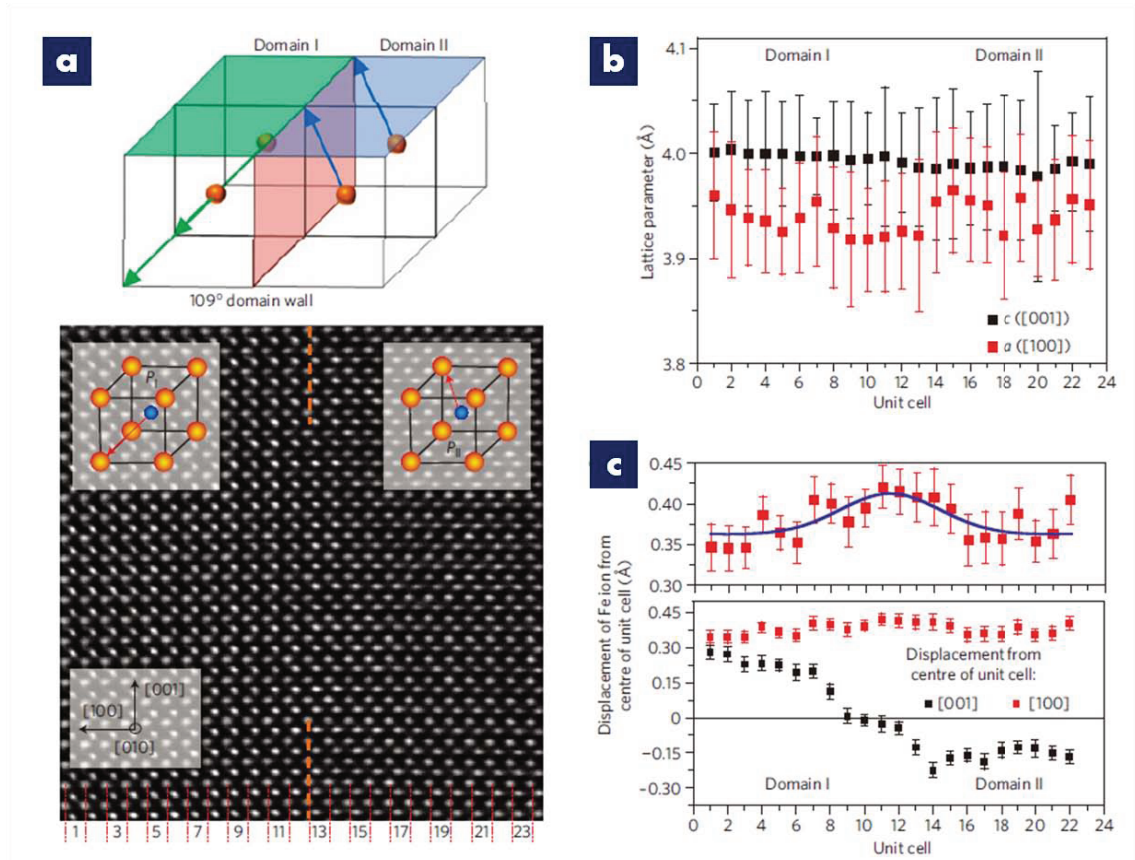 a
Domain I Domain II
109° domain wall
P_I
P_II
[001]
[100]
[010]
1 3 5 7 9 11 13 15 17 19 21 23
b
Lattice parameter (Å)
4.1
4.0
3.9
3.8
Domain I Domain II
c ([001])
a ([100])
0 2 4 6 8 10 12 14 16 18 20 22 24
Unit cell
c
Displacement of Fe ion from
centre of unit cell (Å)
0.45
0.40
0.35
0.30
0.45
0.30
0.15
0
−0.15
−0.30
Displacement from
centre of unit cell:
[001] [100]
Domain I Domain II
0 2 4 6 8 10 12 14 16 18 20 22 24
Unit cell